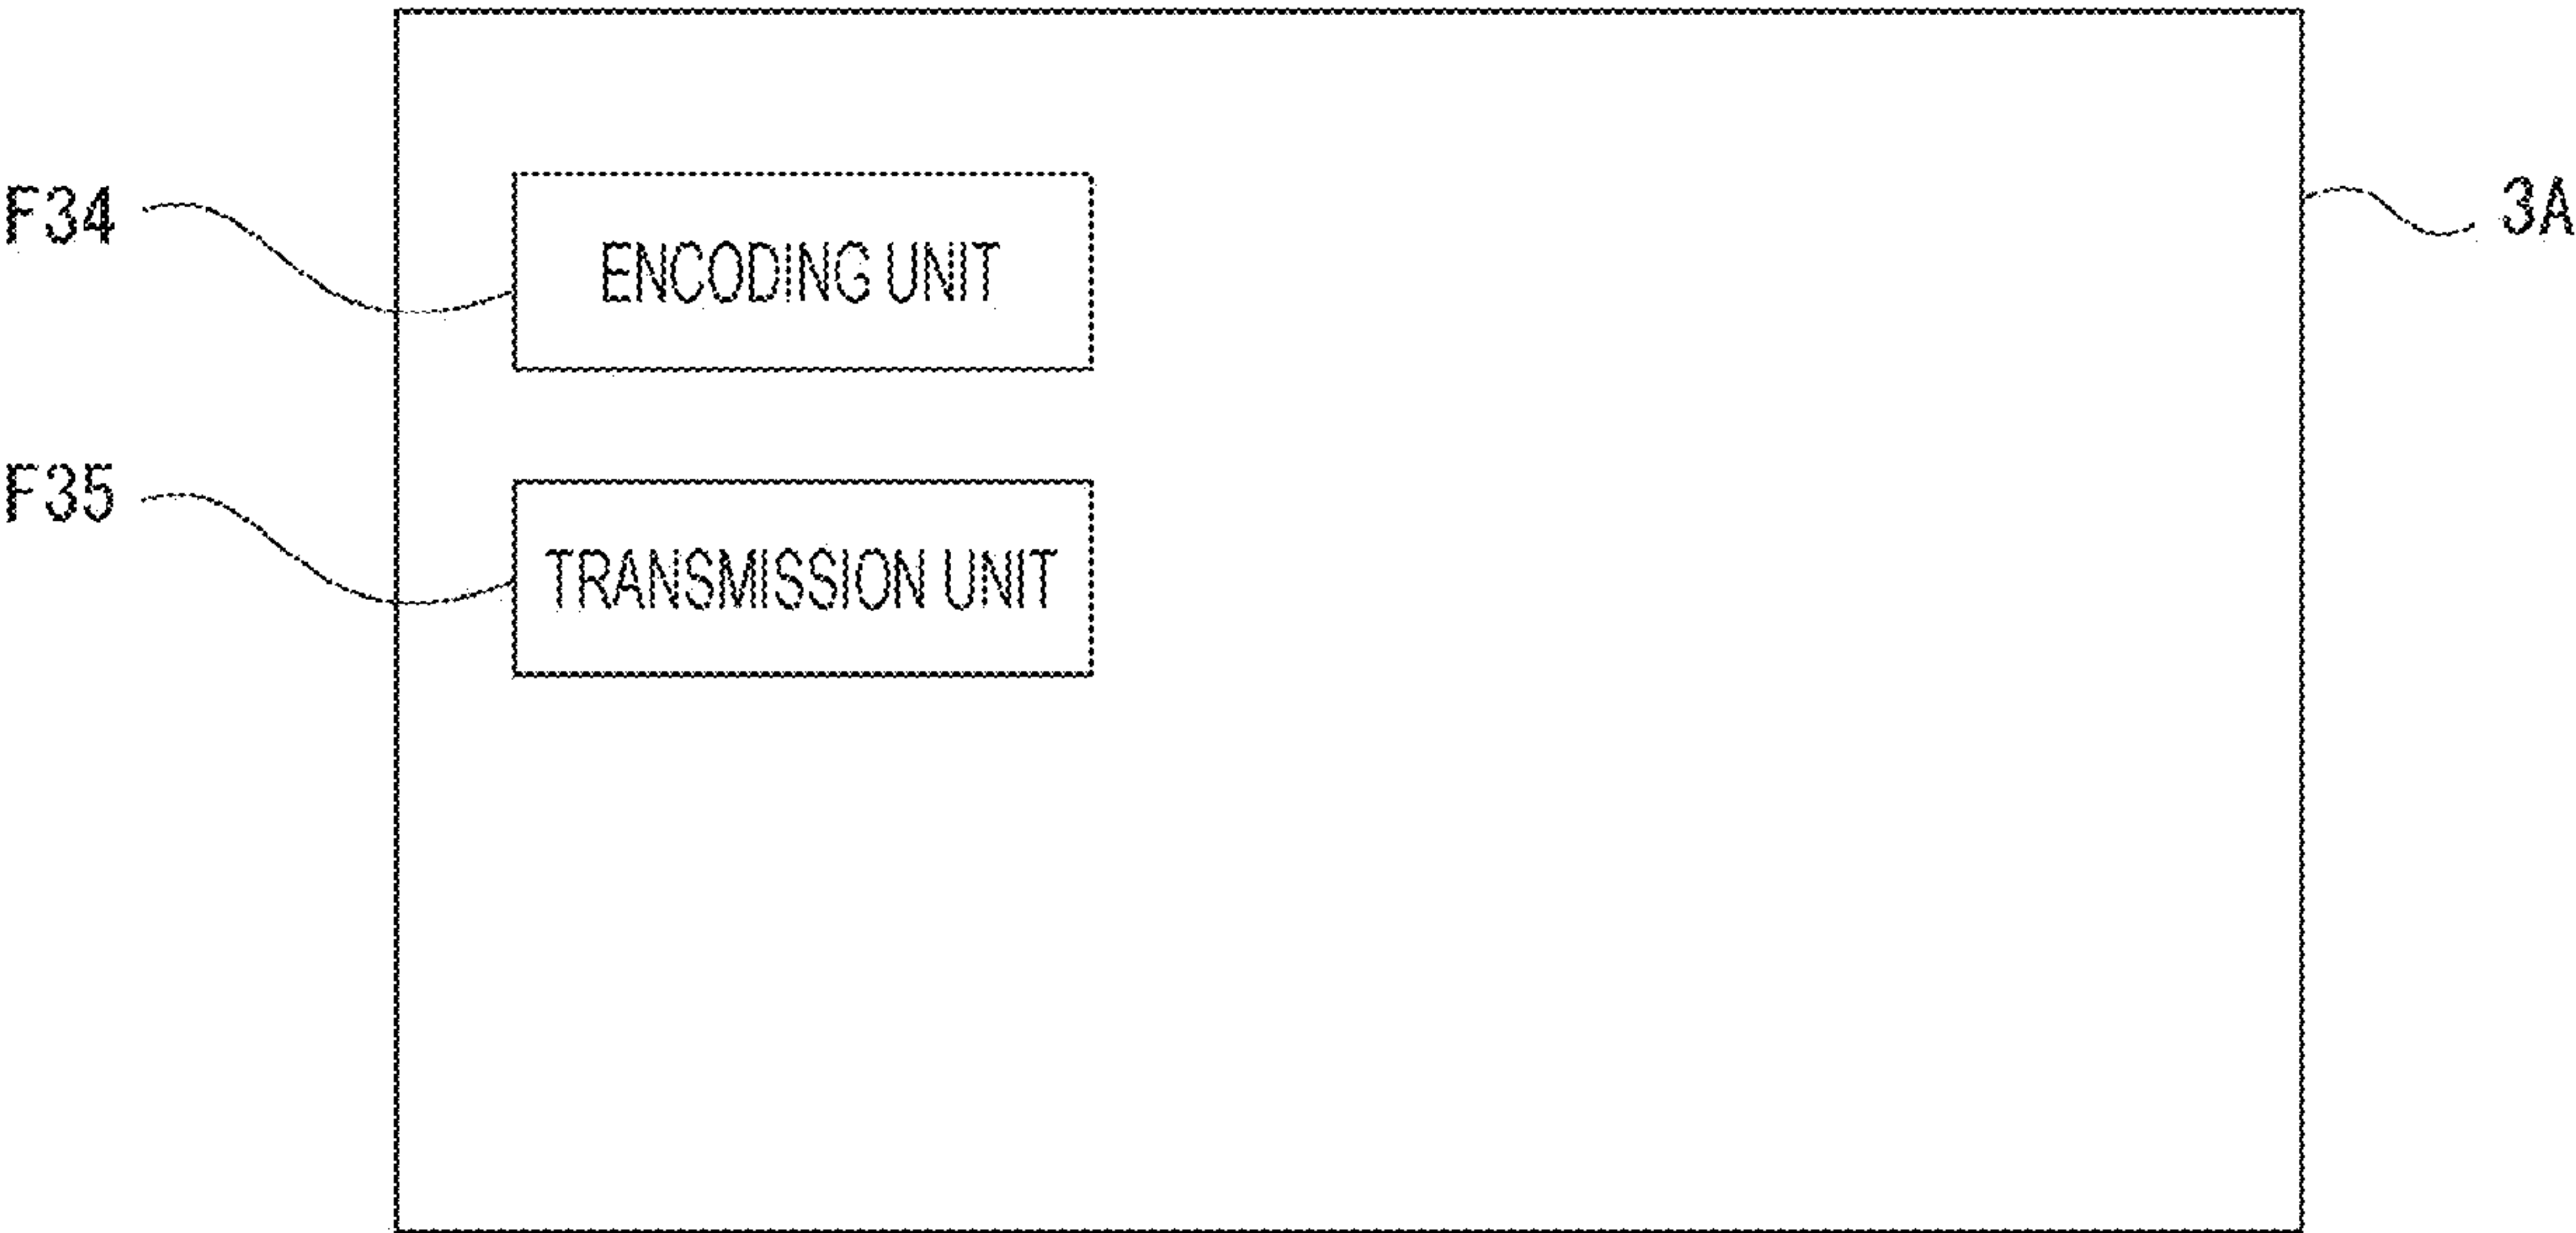 F34
3A
ENCODING UNIT
F35
TRANSMISSION UNIT